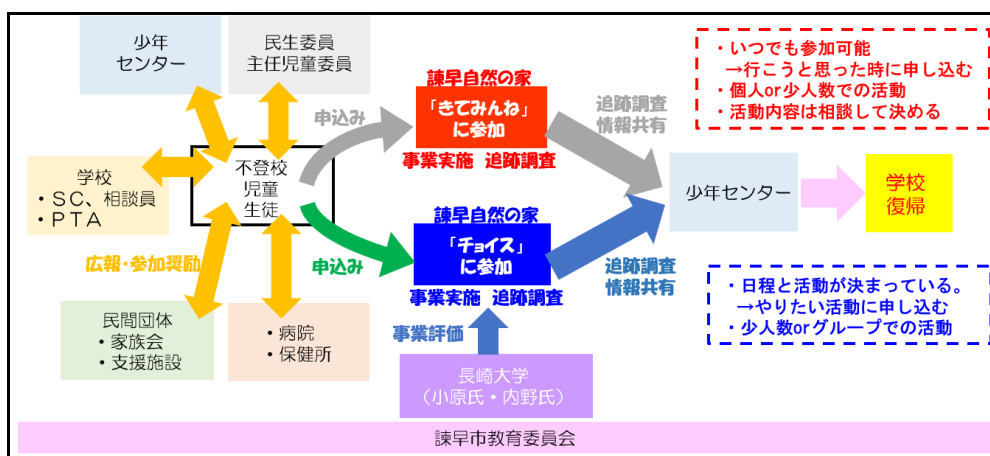 少年
センター
民生委員
主任児童委員
学校
・ＳＣ、相談員
・ＰＴＡ
不登校
児童
生徒
広報・参加奨励
民間団体
・家族会
・支援施設
・病院
・保健所
申込み
申込み
諫早自然の家
「きてみんね」
に参加
事業実施 追跡調査
諫早自然の家
「チョイス」
に参加
事業実施 追跡調査
事業評価
長崎大学
（小原氏・内野氏）
追跡調査
情報共有
追跡調査
情報共有
少年センター
学校
復帰
・いつでも参加可能
→行こうと思った時に申し込む
・個人or少人数での活動
・活動内容は相談して決める
・日程と活動が決まっている。
→やりたい活動に申し込む
・少人数orグループでの活動
諫早市教育委員会